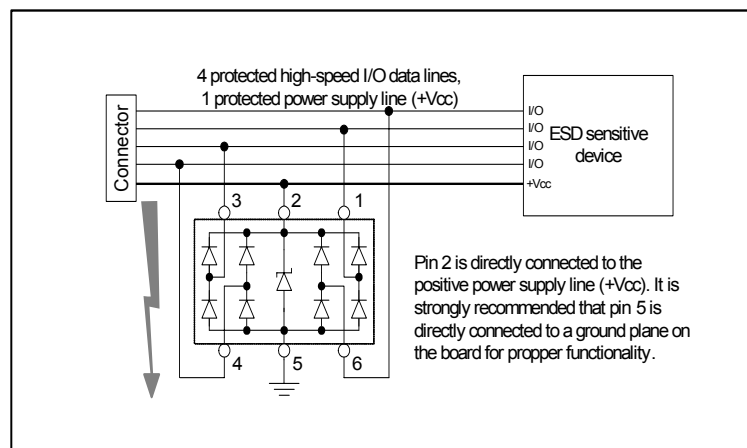 4 protected high-speed I/O data lines,
1 protected power supply line (+Vcc)
Connector
I/O
I/O
I/O
I/O
+Vcc
ESD sensitive
device
3 2 1
4 5 6
Pin 2 is directly connected to the
positive power supply line (+Vcc). It is
strongly recommended that pin 5 is
directly connected to a ground plane on
the board for propper functionality.